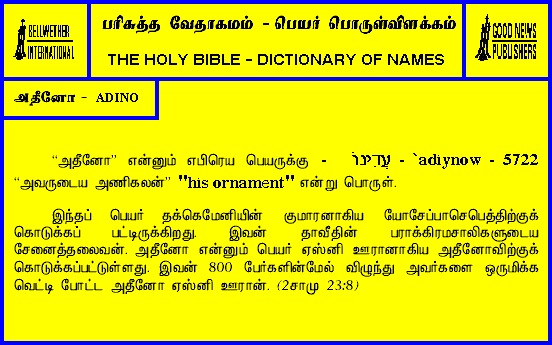 BELLWETHER
INTERNATIONAL
பரிசுத்த வேதாகமம் - பெயர் பொருள்விளக்கம்
THE HOLY BIBLE - DICTIONARY OF NAMES
GOOD NEWS
PUBLISHERS
அதீனோ - ADINO
“அதீனோ” என்னும் எபிரெய பெயருக்கு - עֲדִינוֹ - `adiynow - 5722
“அவருடைய அணிகலன்” "his ornament" என்று பொருள்.
இந்தப் பெயர் தக்கெமேனியின் குமாரனாகிய யோசேப்பாசெபெத்திற்குக்
கொடுக்கப் பட்டிருக்கிறது. இவன் தாவீதின் பராக்கிரமசாலிகளுடைய
சேனைத்தலைவன். அதீனோ என்னும் பெயர் ஏஸ்னி ஊரானாகிய அதீனோவிற்குக்
கொடுக்கப்பட்டுள்ளது. இவன் 800 பேர்களின்மேல் விழுந்து அவர்களை ஒருமிக்க
வெட்டி போட்ட அதீனோ ஏஸ்னி ஊரான். (2சாமு 23:8)